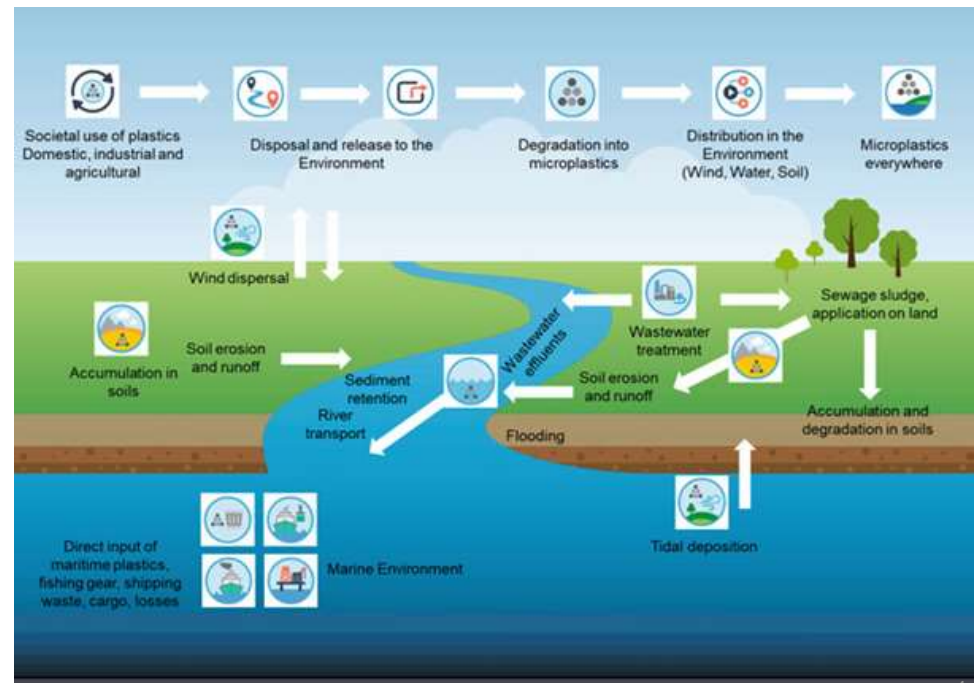 Societal use of plastics
Domestic, industrial and
agricultural
Disposal and release to the
Environment
Degradation into
microplastics
Distribution in the
Environment
(Wind, Water, Soil)
Microplastics
everywhere
Wind dispersal
Accumulation in
soils
Soil erosion
and runoff
Sediment
retention
River
transport
Wastewater
effluents
Wastewater
treatment
Sewage sludge,
application on land
Soil erosion
and runoff
Accumulation and
degradation in soils
Flooding
Tidal deposition
Direct input of
maritime plastics,
fishing gear, shipping
waste, cargo, losses
Marine Environment